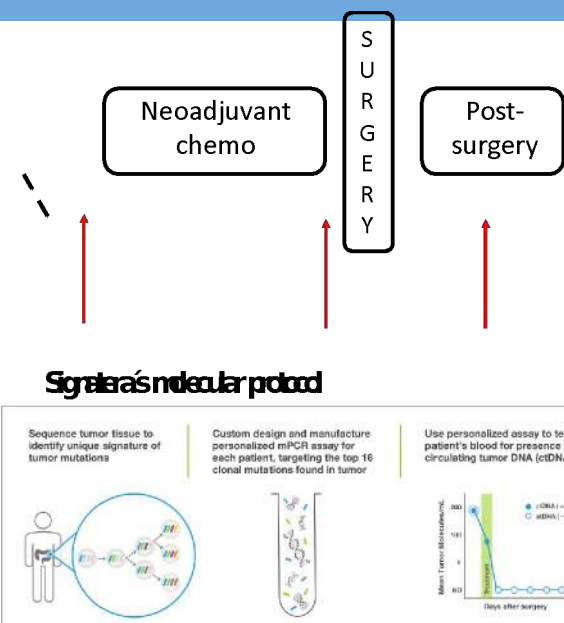 Neoadjuvant
chemo
S
U
R
G
E
R
Y
Post-
surgery
Signatera's molecular protocol
Sequence tumor tissue to
identify unique signature of
tumor mutations
Custom design and manufacture
personalized mPCR assay for
each patient, targeting the top 16
clonal mutations found in tumor
Use personalized assay to te
patient's blood for presence
circulating tumor DNA (ctDNA
Mean Tumor Molecules/mL
ND
Treatment
Days after surgery